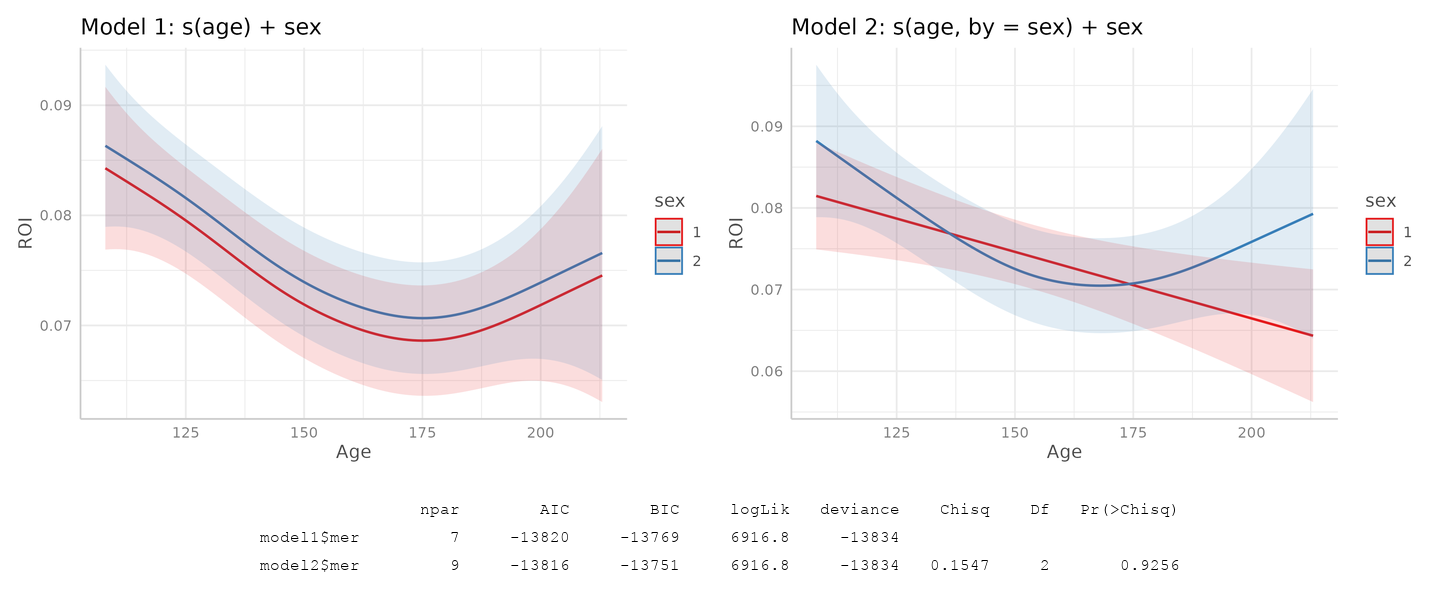 Model 1: s(age) + sex
0.09
0.08
0.07
ROI
125 150 175 200
Age
sex
1
2
Model 2: s(age, by = sex) + sex
0.09
0.08
0.07
0.06
ROI
125 150 175 200
Age
sex
1
2
npar AIC BIC logLik deviance Chisq Df Pr(>Chisq)
model1$mer 7 -13820 -13769 6916.8 -13834
model2$mer 9 -13816 -13751 6916.8 -13834 0.1547 2 0.9256